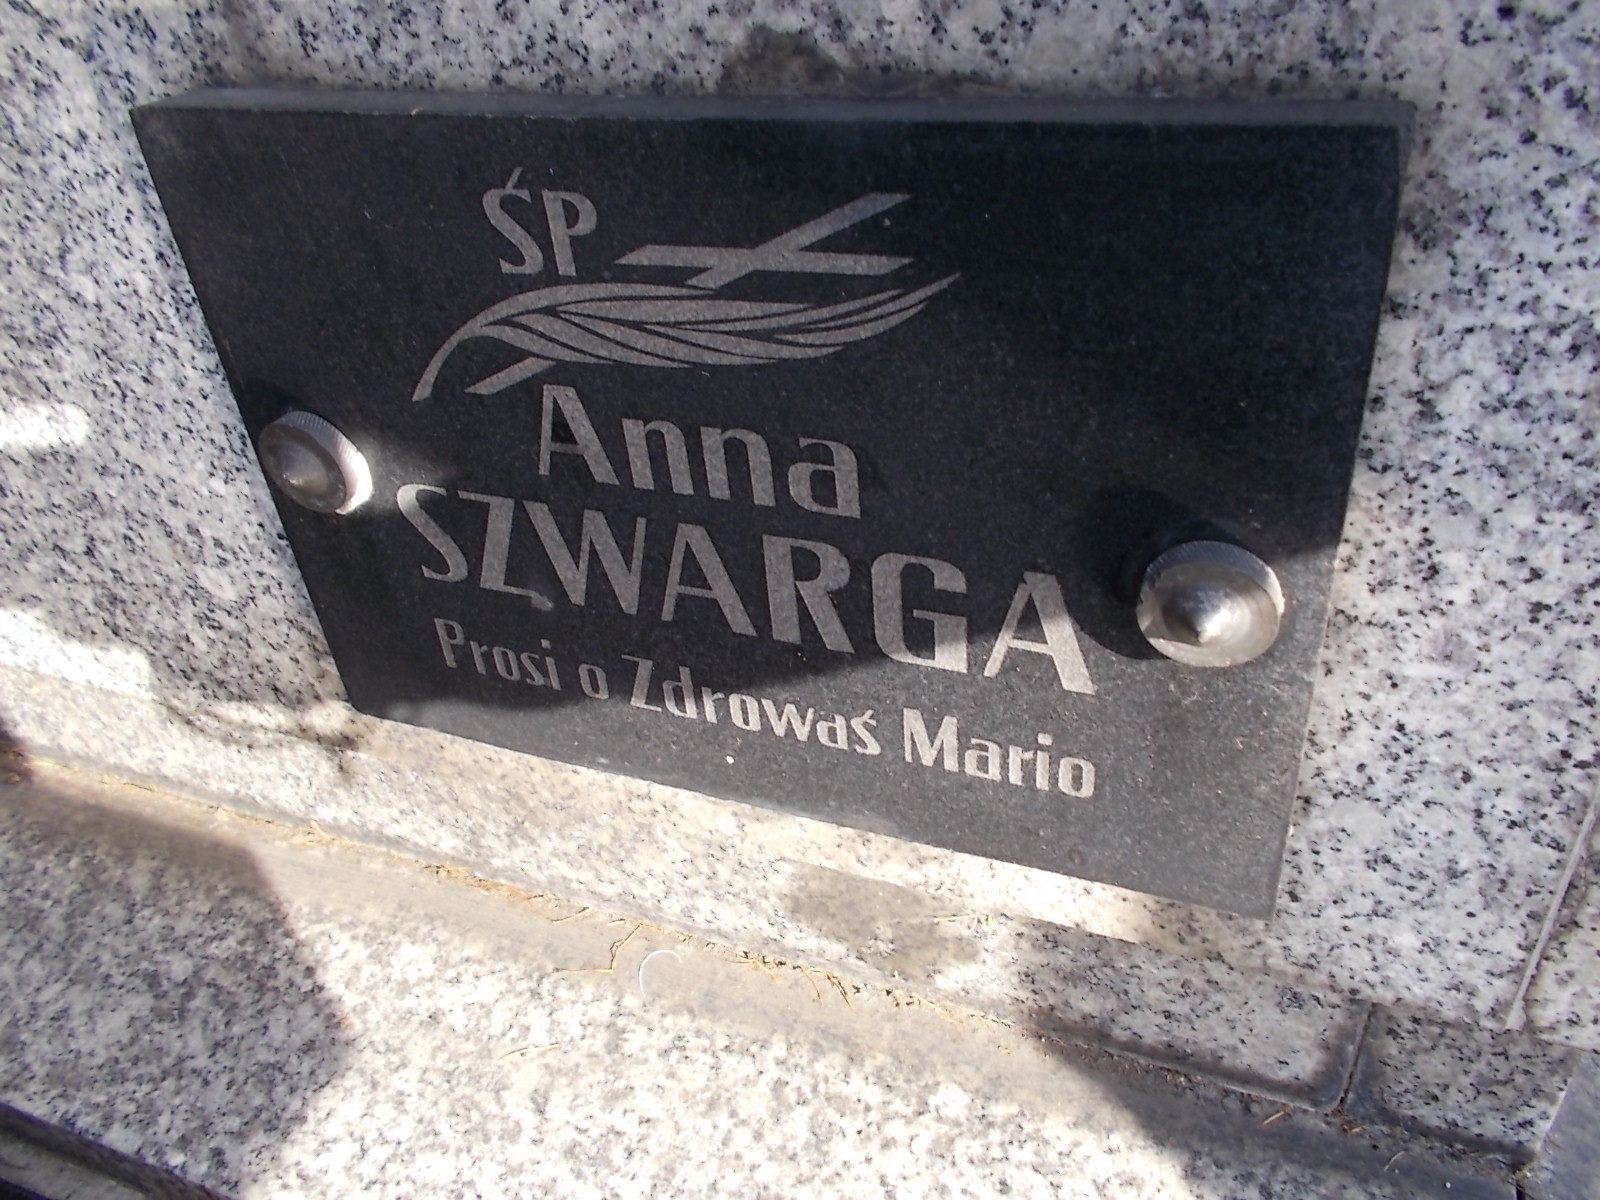 ŚP
Anna
SZWARGA
Prosi o Zdrowaś Mario